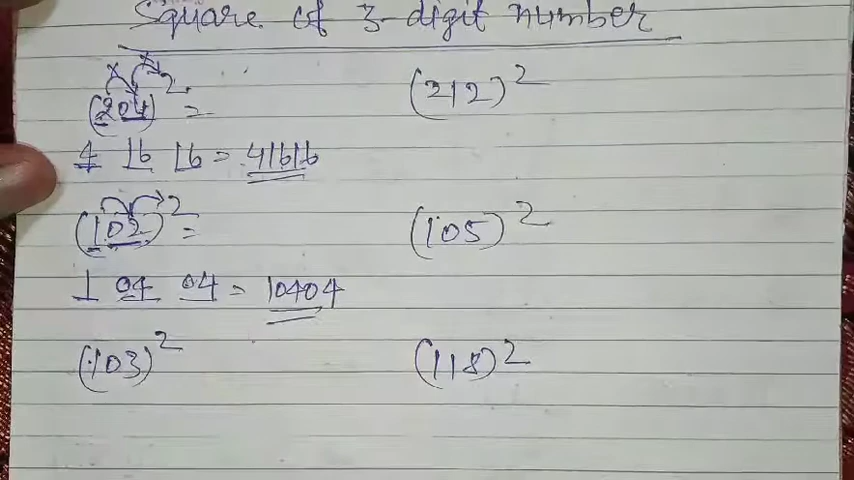 Square of 3-digit number
(204)² =
4 16 16 = 41616
(102)² =
1 04 04 = 10404
(103)²
(212)²
(105)²
(118)²